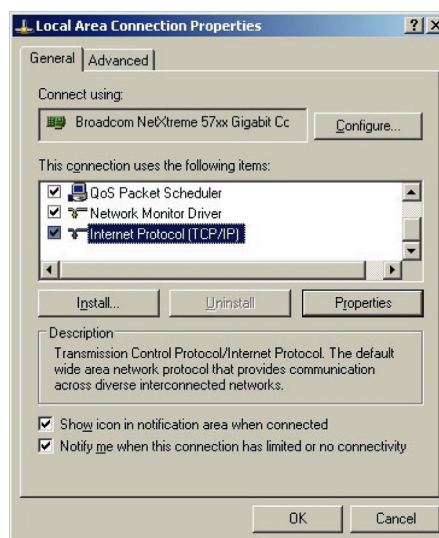 Local Area Connection Properties
General
Advanced
Connect using:
Broadcom NetXtreme 57xx Gigabit Cc
Configure...
This connection uses the following items:
QoS Packet Scheduler
Network Monitor Driver
Internet Protocol (TCP/IP)
Install...
Uninstall
Properties
Description
Transmission Control Protocol/Internet Protocol. The default
wide area network protocol that provides communication
across diverse interconnected networks.
Show icon in notification area when connected
Notify me when this connection has limited or no connectivity
OK
Cancel